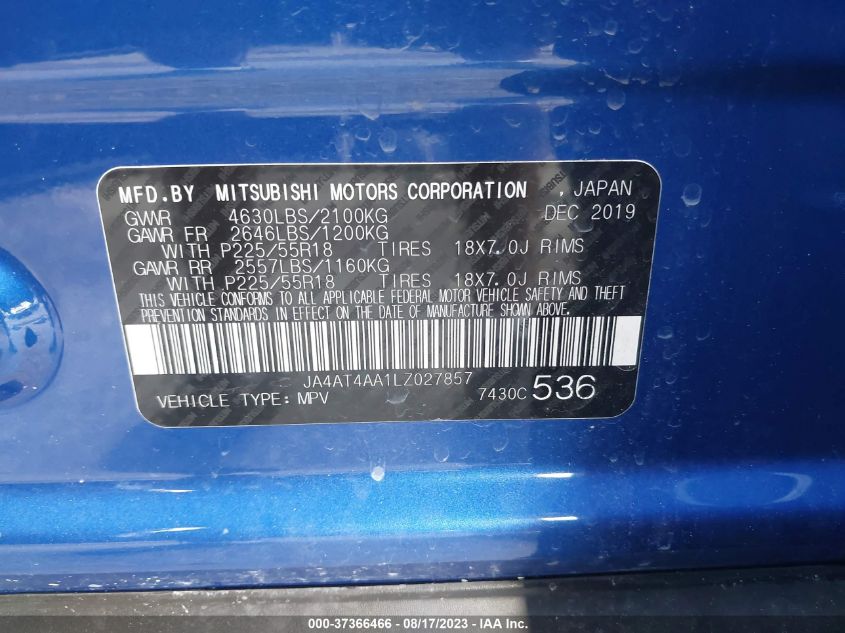 MFD.BY MITSUBISHI MOTORS CORPORATION , JAPAN
GVWR 4630LBS/2100KG DEC 2019
GAWR FR 2646LBS/1200KG
WITH P225/55R18 TIRES 18X7.0J RIMS
GAWR RR 2557LBS/1160KG
WITH P225/55R18 TIRES 18X7.0J RIMS
THIS VEHICLE CONFORMS TO ALL APPLICABLE FEDERAL MOTOR VEHICLE SAFETY AND THEFT
PREVENTION STANDARDS IN EFFECT ON THE DATE OF MANUFACTURE SHOWN ABOVE.
JA4AT4AA1LZ027857
VEHICLE TYPE: MPV 7430C 536
000-37366466 - 08/17/2023 - IAAI.COM